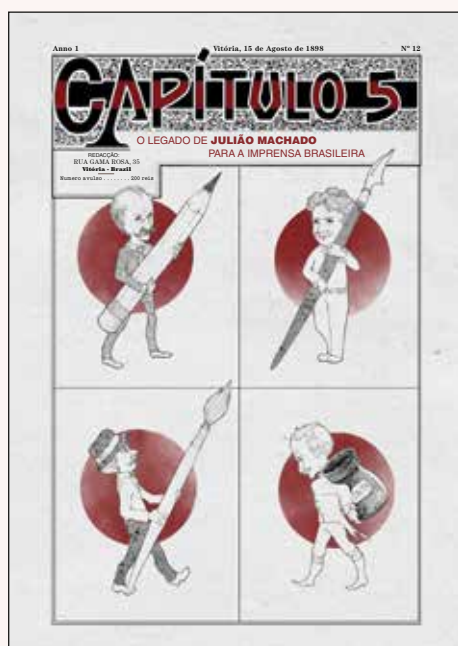 Anno 1 Vitória, 15 de Agosto de 1898 Nº 12
CAPÍTULO 5
O LEGADO DE JULIÃO MACHADO
PARA A IMPRENSA BRASILEIRA
REDACÇÃO:
RUA GAMA ROSA, 35
Vitória - Brazil
Numero avulso ........ 200 reis